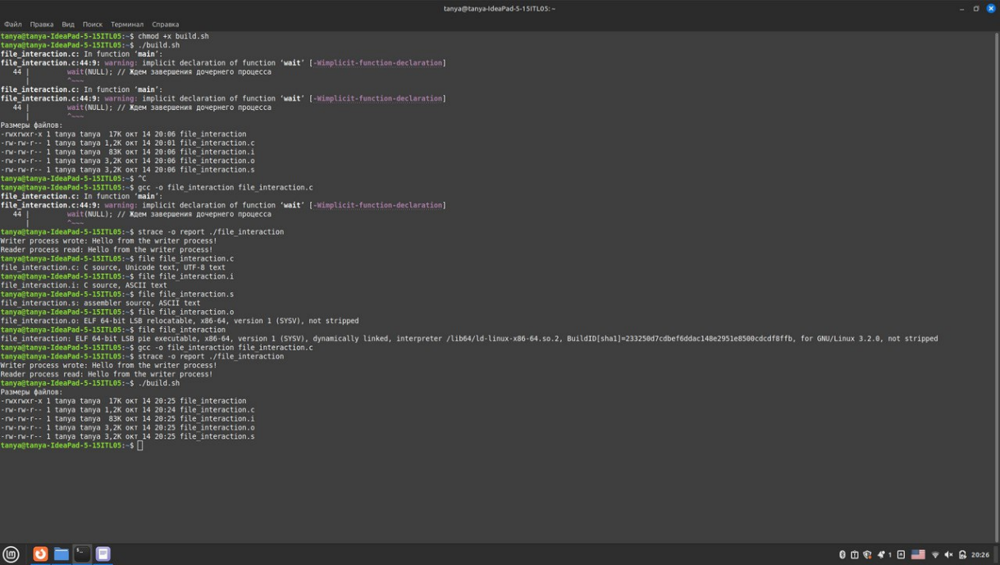 tanya@tanya-IdeaPad-5-15ITL05: ~
Файл Правка Вид Поиск Терминал Справка
tanya@tanya-IdeaPad-5-15ITL05:~$ chmod +x build.sh
tanya@tanya-IdeaPad-5-15ITL05:~$ ./build.sh
file_interaction.c: In function ‘main’:
file_interaction.c:44:9: warning: implicit declaration of function ‘wait’ [-Wimplicit-function-declaration]
44 | wait(NULL); // Ждем завершения дочернего процесса
| ^~~~
file_interaction.c: In function ‘main’:
file_interaction.c:44:9: warning: implicit declaration of function ‘wait’ [-Wimplicit-function-declaration]
44 | wait(NULL); // Ждем завершения дочернего процесса
| ^~~~
Размеры файлов:
-rwxrwxr-x 1 tanya tanya 17K окт 14 20:06 file_interaction
-rw-rw-r-- 1 tanya tanya 1,2K окт 14 20:01 file_interaction.c
-rw-rw-r-- 1 tanya tanya 83K окт 14 20:06 file_interaction.i
-rw-rw-r-- 1 tanya tanya 3,2K окт 14 20:06 file_interaction.o
-rw-rw-r-- 1 tanya tanya 3,2K окт 14 20:06 file_interaction.s
tanya@tanya-IdeaPad-5-15ITL05:~$ ^C
tanya@tanya-IdeaPad-5-15ITL05:~$ gcc -o file_interaction file_interaction.c
file_interaction.c: In function ‘main’:
file_interaction.c:44:9: warning: implicit declaration of function ‘wait’ [-Wimplicit-function-declaration]
44 | wait(NULL); // Ждем завершения дочернего процесса
| ^~~~
tanya@tanya-IdeaPad-5-15ITL05:~$ strace -o report ./file_interaction
Writer process wrote: Hello from the writer process!
Reader process read: Hello from the writer process!
tanya@tanya-IdeaPad-5-15ITL05:~$ file file_interaction.c
file_interaction.c: C source, Unicode text, UTF-8 text
tanya@tanya-IdeaPad-5-15ITL05:~$ file file_interaction.i
file_interaction.i: C source, ASCII text
tanya@tanya-IdeaPad-5-15ITL05:~$ file file_interaction.s
file_interaction.s: assembler source, ASCII text
tanya@tanya-IdeaPad-5-15ITL05:~$ file file_interaction.o
file_interaction.o: ELF 64-bit LSB relocatable, x86-64, version 1 (SYSV), not stripped
tanya@tanya-IdeaPad-5-15ITL05:~$ file file_interaction
file_interaction: ELF 64-bit LSB pie executable, x86-64, version 1 (SYSV), dynamically linked, interpreter /lib64/ld-linux-x86-64.so.2, BuildID[sha1]=233250d7cdbef6ddac148e2951e8500cdcdf8ffb, for GNU/Linux 3.2.0, not stripped
tanya@tanya-IdeaPad-5-15ITL05:~$ gcc -o file_interaction file_interaction.c
tanya@tanya-IdeaPad-5-15ITL05:~$ strace -o report ./file_interaction
Writer process wrote: Hello from the writer process!
Reader process read: Hello from the writer process!
tanya@tanya-IdeaPad-5-15ITL05:~$ ./build.sh
Размеры файлов:
-rwxrwxr-x 1 tanya tanya 17K окт 14 20:25 file_interaction
-rw-rw-r-- 1 tanya tanya 1,2K окт 14 20:24 file_interaction.c
-rw-rw-r-- 1 tanya tanya 83K окт 14 20:25 file_interaction.i
-rw-rw-r-- 1 tanya tanya 3,2K окт 14 20:25 file_interaction.o
-rw-rw-r-- 1 tanya tanya 3,2K окт 14 20:25 file_interaction.s
tanya@tanya-IdeaPad-5-15ITL05:~$
1 20:26